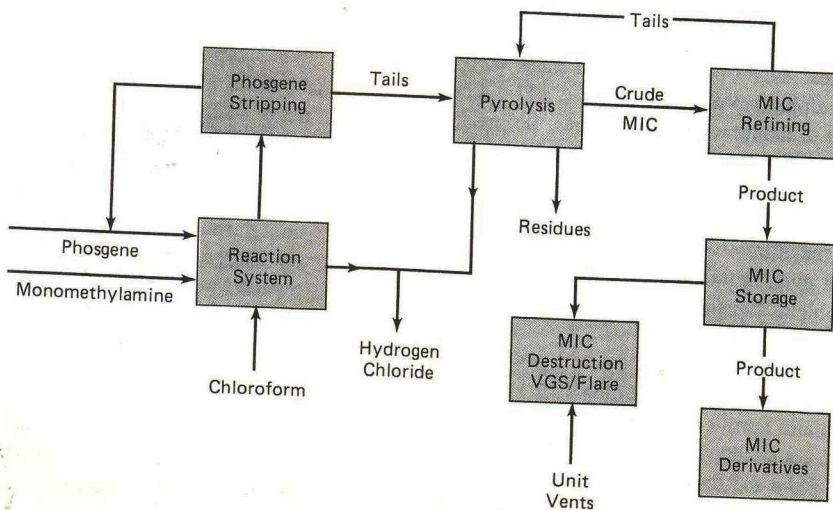 Tails
Phosgene
Stripping
Tails
Pyrolysis
Crude
MIC
MIC
Refining
Product
Residues
Phosgene
Monomethylamine
Reaction
System
MIC
Storage
Hydrogen
Chloride
Chloroform
MIC
Destruction
VGS/Flare
Product
MIC
Derivatives
Unit
Vents